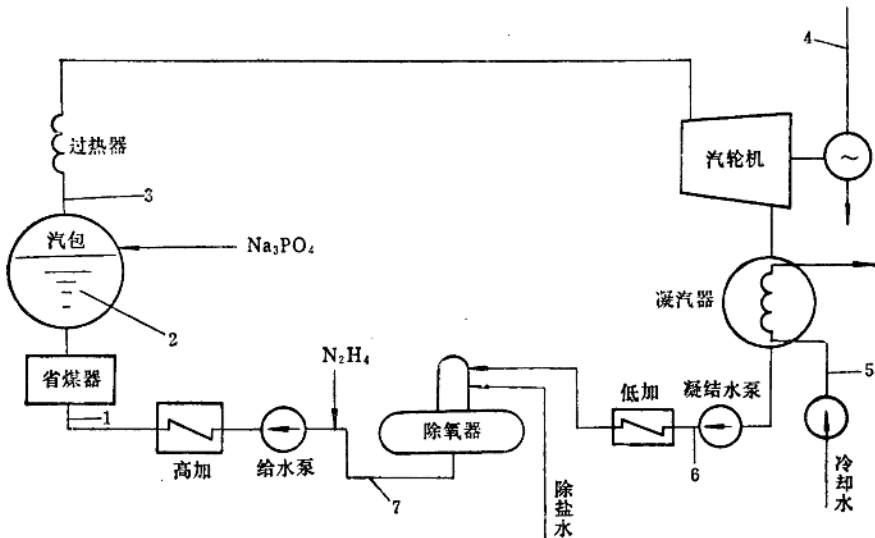 4
过热器
汽轮机
~
3
汽包
Na₃PO₄
凝汽器
2
N₂H₄
省煤器
5
低加
凝结水泵
1
除氧器
高加
给水泵
6
7
除盐水
冷却水